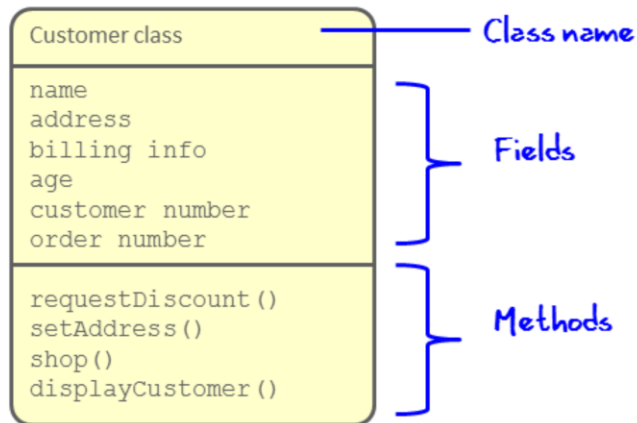 Customer class
Class name
name
address
billing info
age
customer number
order number
Fields
requestDiscount()
setAddress()
shop()
displayCustomer()
Methods